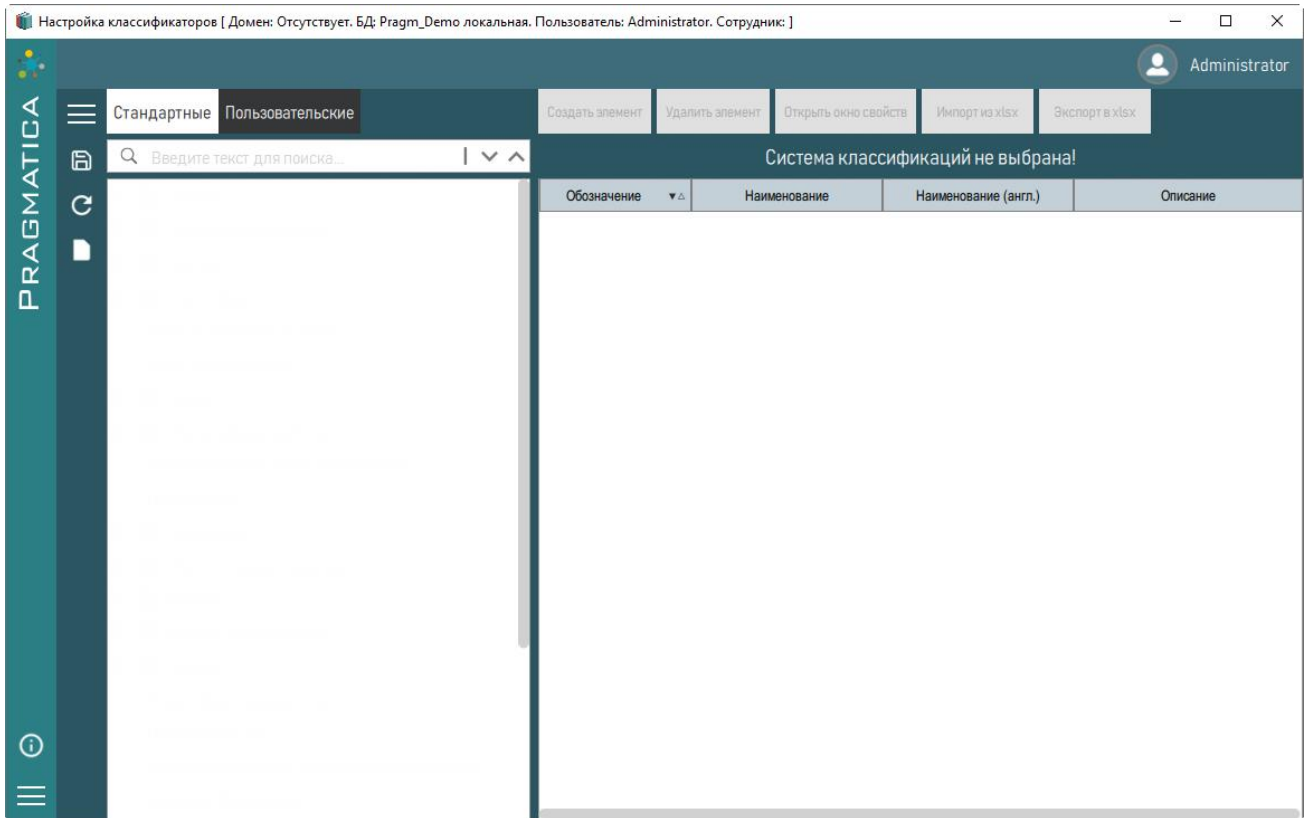 Настройка классификаторов [ Домен: Отсутствует. БД: Pragm_Demo локальная. Пользователь: Administrator. Сотрудник: ]
Administrator
PRAGMATICA
Стандартные Пользовательские
Создать элемент Удалить элемент Открыть окно свойств Импорт из xlsx Экспорт в xlsx
Введите текст для поиска...
Система классификаций не выбрана!
Обозначение Наименование Наименование (англ.) Описание